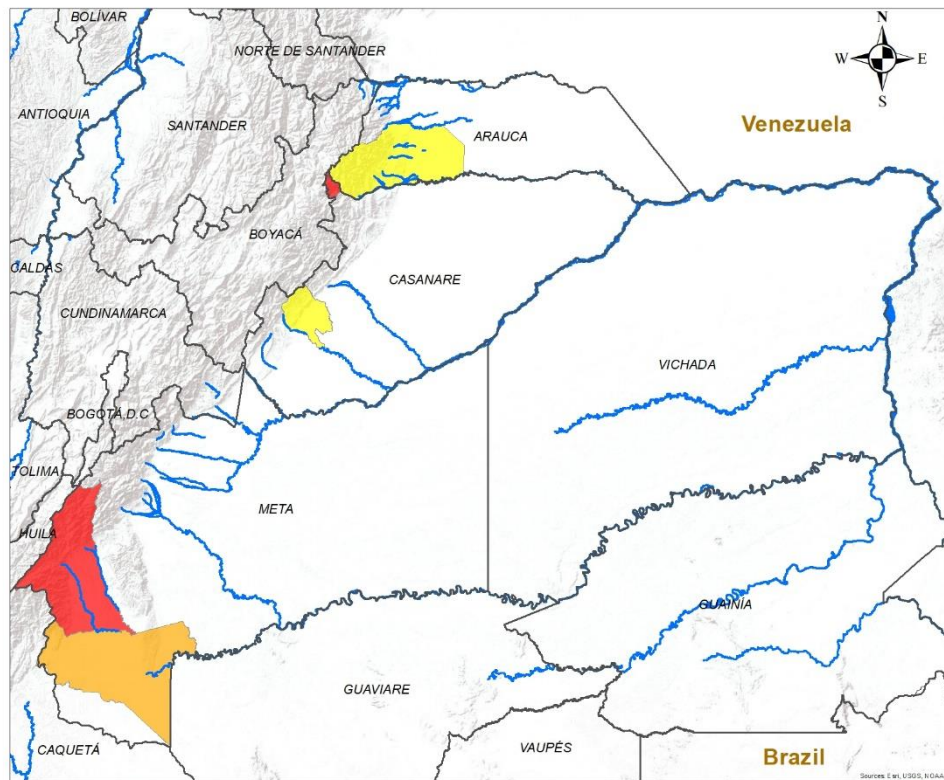 BOLÍVAR
NORTE DE SANTANDER
N
W
E
S
ANTIOQUIA
SANTANDER
ARAUCA
Venezuela
BOYACÁ
CALDAS
CASANARE
CUNDINAMARCA
VICHADA
BOGOTÁ,D.C
TOLIMA
META
HUILA
GUAINÍA
GUAVIARE
CAQUETÁ
VAUPÉS
Brazil
Sources: Esri, USGS, NOAA